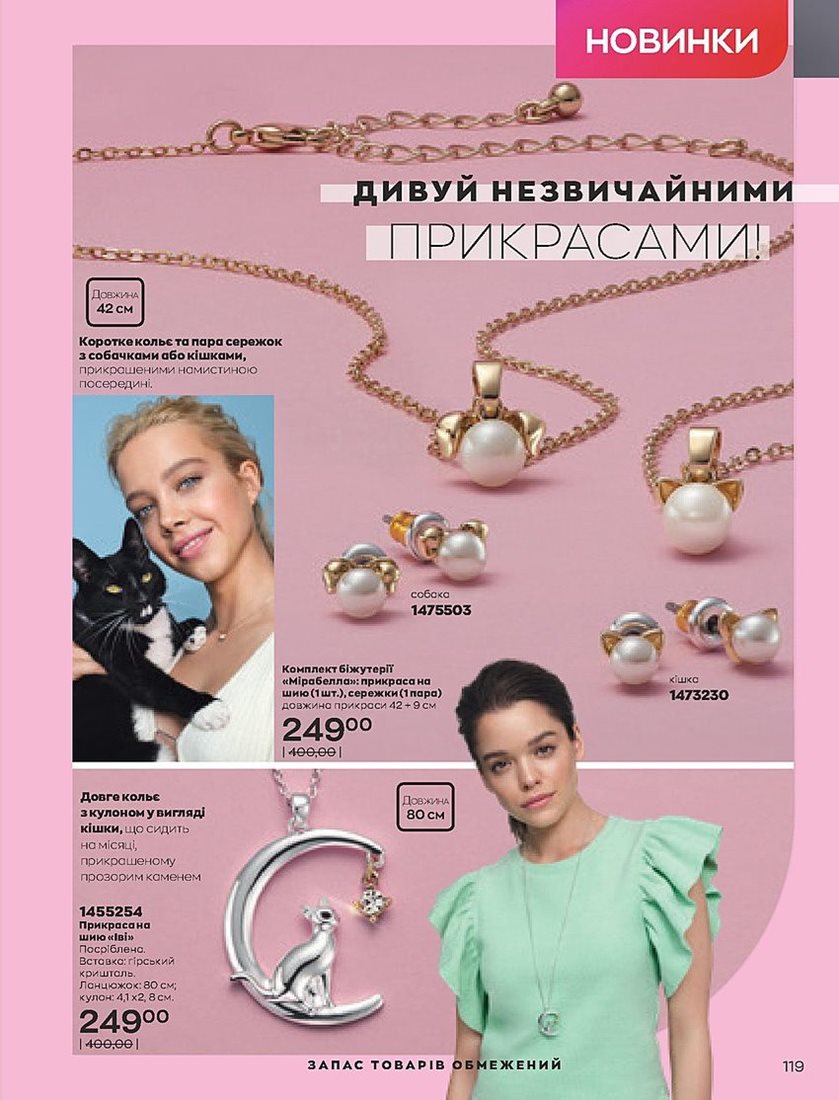 НОВИНКИ
ДИВУЙ НЕЗВИЧАЙНИМИ
ПРИКРАСАМИ!
Довжина
42 см
Коротке кольє та пара сережок
з собачками або кішками,
прикрашеними намистиною
посередині.
собака
1475503
кішка
1473230
Комплект біжутерії
«Мірабелла»: прикраса на
шию (1 шт.), сережки (1 пара)
довжина прикраси 42 + 9 см
249⁰⁰
| 400,00 |
Довге кольє
з кулоном у вигляді
кішки, що сидить
на місяці,
прикрашеному
прозорим каменем
Довжина
80 см
1455254
Прикраса на
шию «Іві»
Посріблена.
Вставка: гірський
кришталь.
Ланцюжок: 80 см;
кулон: 4,1 x2, 8 см.
249⁰⁰
| 400,00 |
ЗАПАС ТОВАРІВ ОБМЕЖЕНИЙ
119